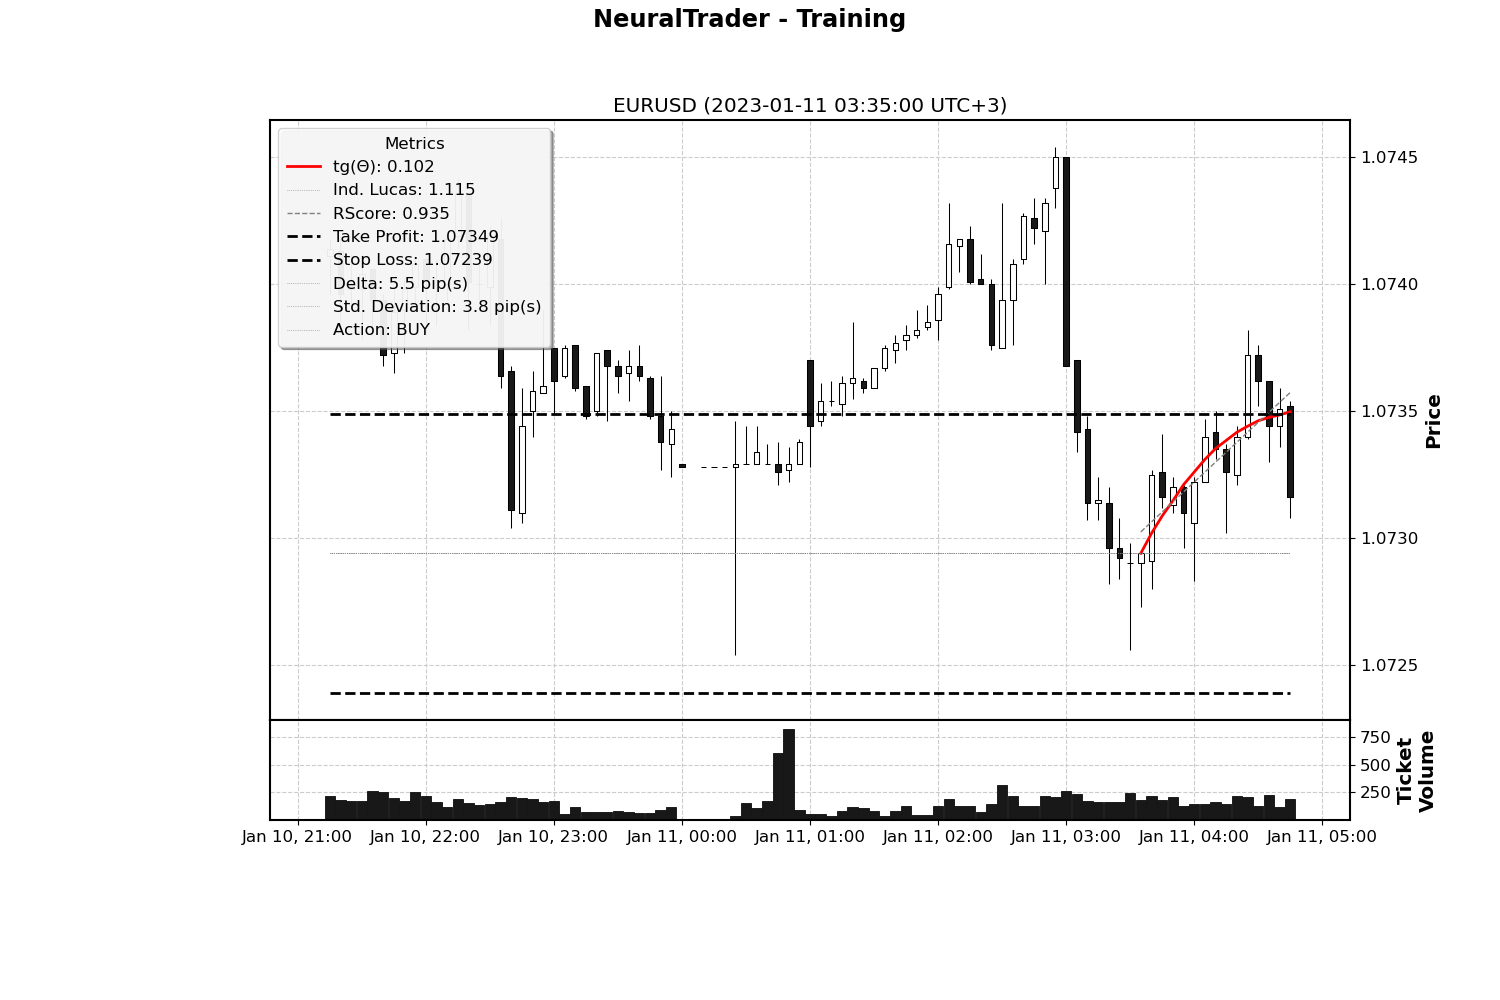 NeuralTrader - Training
EURUSD (2023-01-11 03:35:00 UTC+3)
Metrics
tg(Θ): 0.102
Ind. Lucas: 1.115
RScore: 0.935
Take Profit: 1.07349
Stop Loss: 1.07239
Delta: 5.5 pip(s)
Std. Deviation: 3.8 pip(s)
Action: BUY
1.0745
1.0740
1.0735
1.0730
1.0725
Price
750
500
250
Ticket
Volume
Jan 10, 21:00
Jan 10, 22:00
Jan 10, 23:00
Jan 11, 00:00
Jan 11, 01:00
Jan 11, 02:00
Jan 11, 03:00
Jan 11, 04:00
Jan 11, 05:00